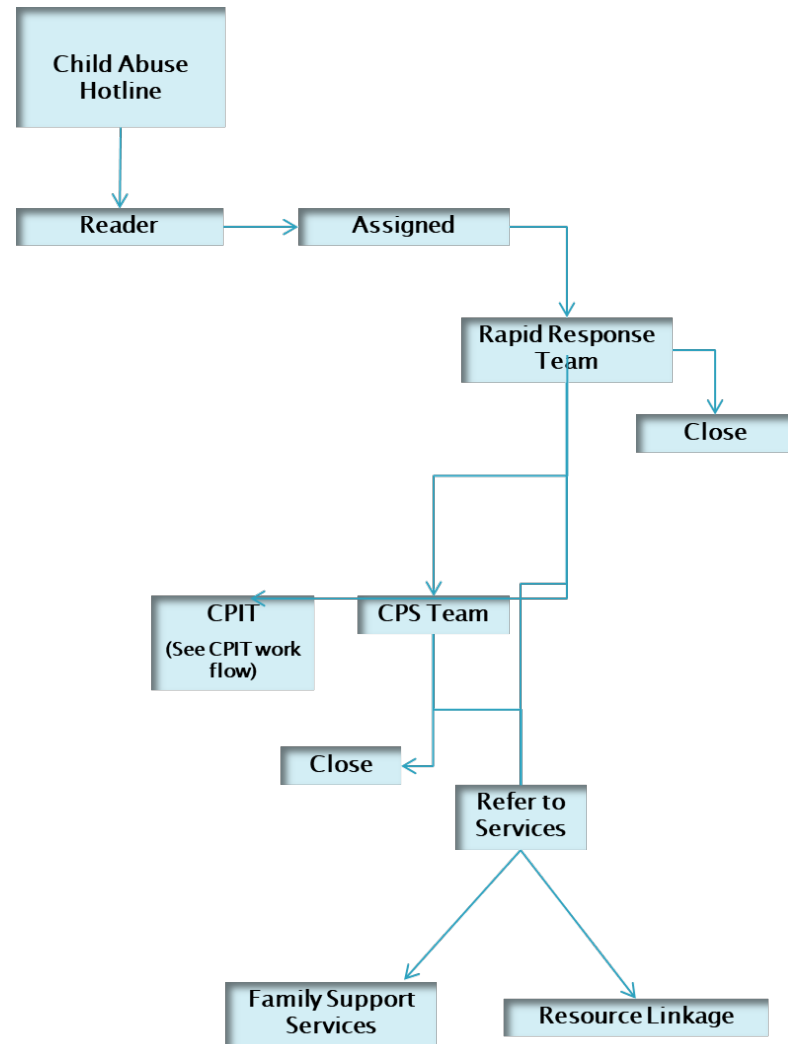 Child Abuse
Hotline
Reader
Assigned
Rapid Response
Team
Close
CPIT
(See CPIT work
flow)
CPS Team
Close
Refer to
Services
Family Support
Services
Resource Linkage